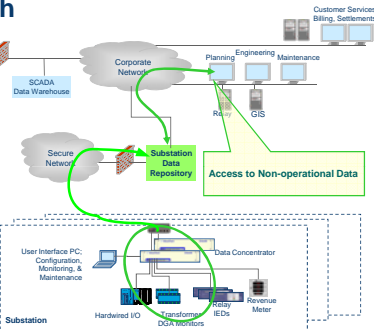 h
Customer Services
Billing, Settlements
Planning
Engineering
Maintenance
Corporate
Network
SCADA
Data Warehouse
Relay
GIS
Secure
Network
Substation
Data
Repository
Access to Non-operational Data
User Interface PC;
Configuration,
Monitoring, &
Maintenance
Data Concentrator
Hardwired I/O
Transformer
DGA Monitors
Relay
IEDs
Revenue
Meter
Substation